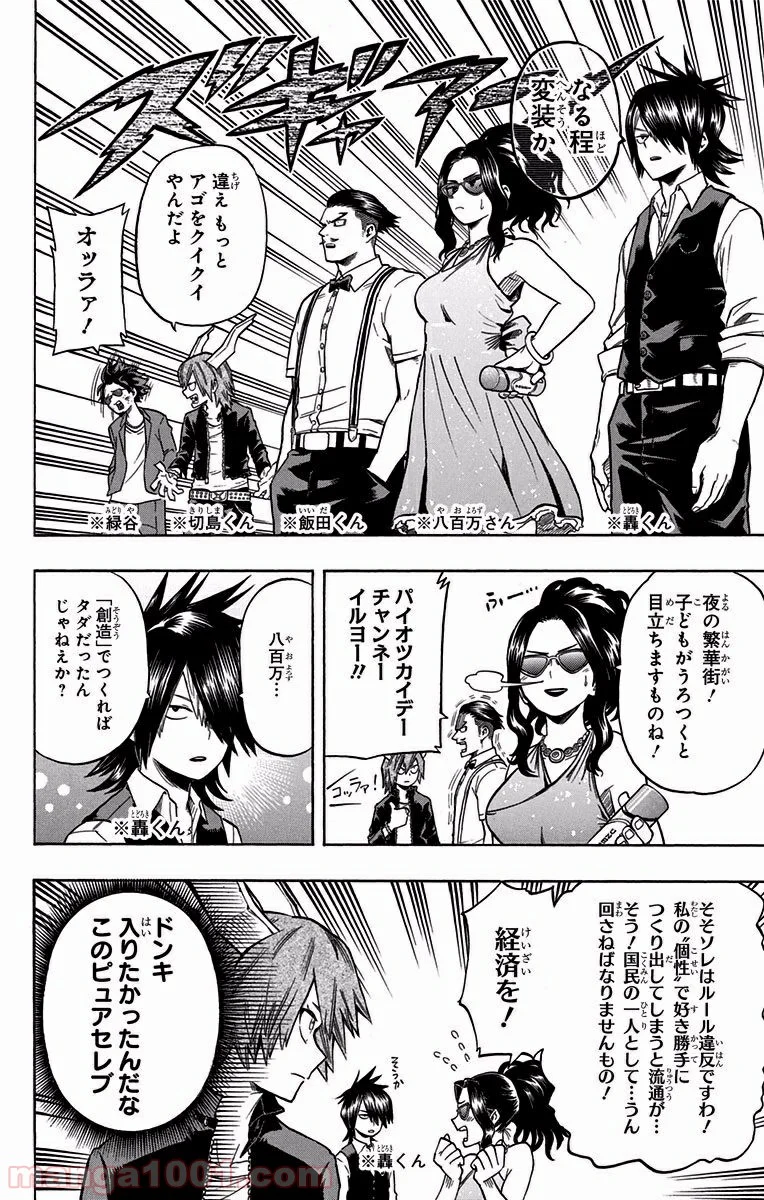 なる程
変装か
ズギャアーン
違え もっと
アゴをクイクイ
やんだよ
オッラァ!
※轟くん
※八百万さん
※飯田くん
※切島くん
※緑谷
夜の繁華街!
子どもがうろつくと
目立ちますものね!
ふぅ…
パイオツカイデー
チャンネー
イルヨー!!
コッラァ!
八百万…
「創造」でつくれば
タダだったん
じゃねえか?
※轟くん
そそソレはルール違反ですわ!
私の〝個性〟で好き勝手に
つくり出してしまうと流通が…
そう!国民の一人として…うん
回さねばなりませんもの!
経済を!
そっか
※轟くん
ドンキ
入りたかったんだな
このピュアセレブ
manga1001.com